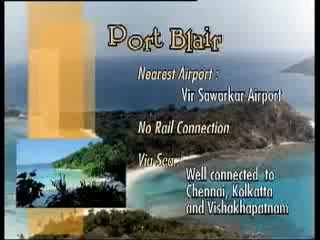 Port Blair
Nearest Airport :
Vir Sawarkar Airport
No Rail Connection
Via Sea :
Well connected to
Chennai, Kolkatta
and Vishakhapatnam